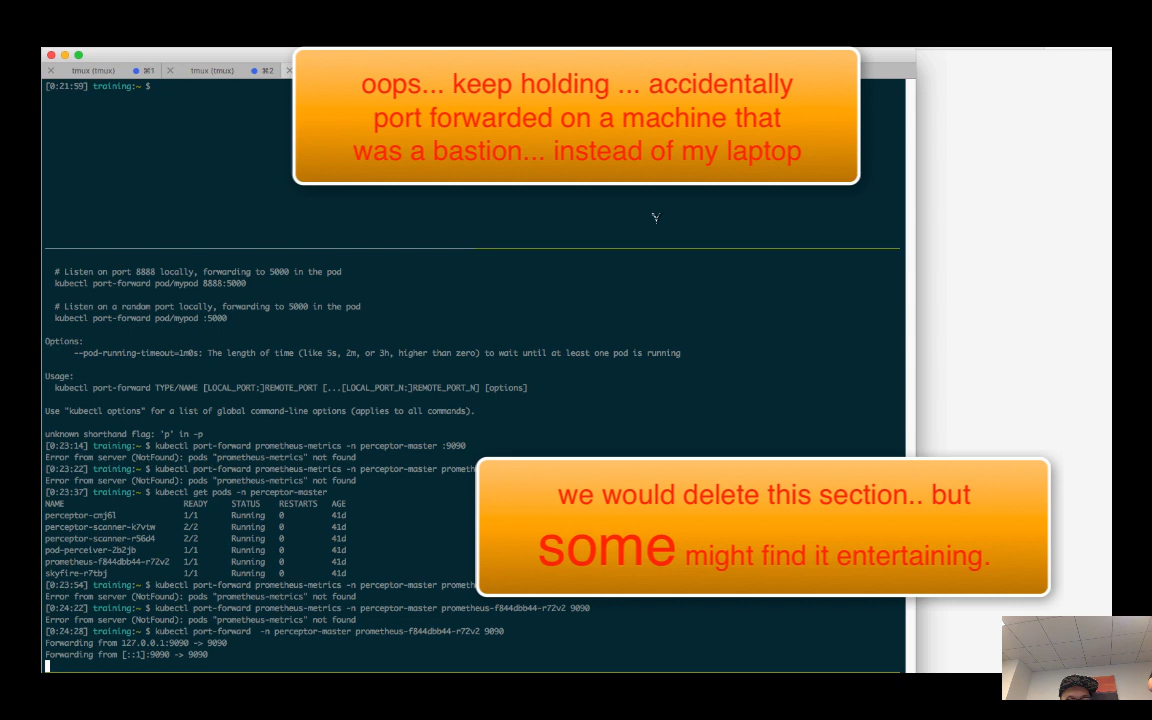 tmux (tmux) ⌘1 tmux (tmux) ⌘2
[0:21:59] training:~ $
oops... keep holding ... accidentally
port forwarded on a machine that
was a bastion... instead of my laptop
# Listen on port 8888 locally, forwarding to 5000 in the pod
kubectl port-forward pod/mypod 8888:5000
# Listen on a random port locally, forwarding to 5000 in the pod
kubectl port-forward pod/mypod :5000
Options:
--pod-running-timeout=1m0s: The length of time (like 5s, 2m, or 3h, higher than zero) to wait until at least one pod is running
Usage:
kubectl port-forward TYPE/NAME [LOCAL_PORT:]REMOTE_PORT [...[LOCAL_PORT_N:]REMOTE_PORT_N] [options]
Use "kubectl options" for a list of global command-line options (applies to all commands).
unknown shorthand flag: 'p' in -p
[0:23:14] training:~ $ kubectl port-forward prometheus-metrics -n perceptor-master :9090
Error from server (NotFound): pods "prometheus-metrics" not found
[0:23:22] training:~ $ kubectl port-forward prometheus-metrics -n perceptor-master prometh
Error from server (NotFound): pods "prometheus-metrics" not found
[0:23:37] training:~ $ kubectl get pods -n perceptor-master
NAME READY STATUS RESTARTS AGE
perceptor-cmj6l 1/1 Running 0 41d
perceptor-scanner-k7vtw 2/2 Running 0 41d
perceptor-scanner-r56d4 2/2 Running 0 41d
pod-perceiver-2b2jb 1/1 Running 0 41d
prometheus-f844dbb44-r72v2 1/1 Running 0 41d
skyfire-r7tbj 1/1 Running 0 41d
[0:23:54] training:~ $ kubectl port-forward prometheus-metrics -n perceptor-master prometh
Error from server (NotFound): pods "prometheus-metrics" not found
[0:24:22] training:~ $ kubectl port-forward prometheus-metrics -n perceptor-master prometheus-f844dbb44-r72v2 9090
Error from server (NotFound): pods "prometheus-metrics" not found
[0:24:28] training:~ $ kubectl port-forward -n perceptor-master prometheus-f844dbb44-r72v2 9090
Forwarding from 127.0.0.1:9090 -> 9090
Forwarding from [::1]:9090 -> 9090
we would delete this section.. but
some might find it entertaining.